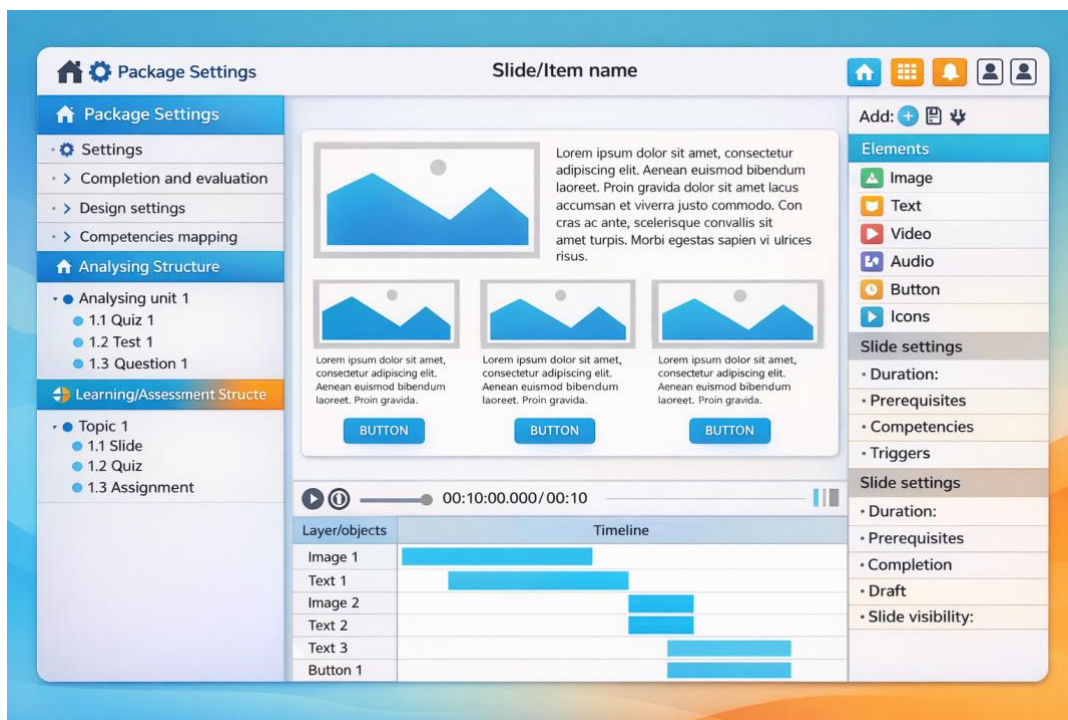 Package Settings
Slide/Item name
Package Settings
Settings
Completion and evaluation
Design settings
Competencies mapping
Analysing Structure
Analysing unit 1
1.1 Quiz 1
1.2 Test 1
1.3 Question 1
Learning/Assessment Structe
Topic 1
1.1 Slide
1.2 Quiz
1.3 Assignment
Lorem ipsum dolor sit amet, consectetur
adipiscing elit. Aenean euismod bibendum
laoreet. Proin gravida dolor sit amet lacus
accumsan et viverra justo commodo. Con
cras ac ante, scelerisque convallis sit
amet turpis. Morbi egestas sapien vi ulrices
risus.
Lorem ipsum dolor sit amet,
consectetur adipiscing elit.
Aenean euismod bibendum
laoreet. Proin gravida.
BUTTON
Lorem ipsum dolor sit amet,
consectetur adipiscing elit.
Aenean euismod bibendum
laoreet. Proin gravida.
BUTTON
Lorem ipsum dolor sit amet,
consectetur adipiscing elit.
Aenean euismod bibendum
laoreet. Proin gravida.
BUTTON
00:10:00.000/00:10
Layer/objects
Timeline
Image 1
Text 1
Image 2
Text 2
Text 3
Button 1
Add:
Elements
Image
Text
Video
Audio
Button
Icons
Slide settings
Duration:
Prerequisites
Competencies
Triggers
Slide settings
Duration:
Prerequisites
Completion
Draft
Slide visibility: